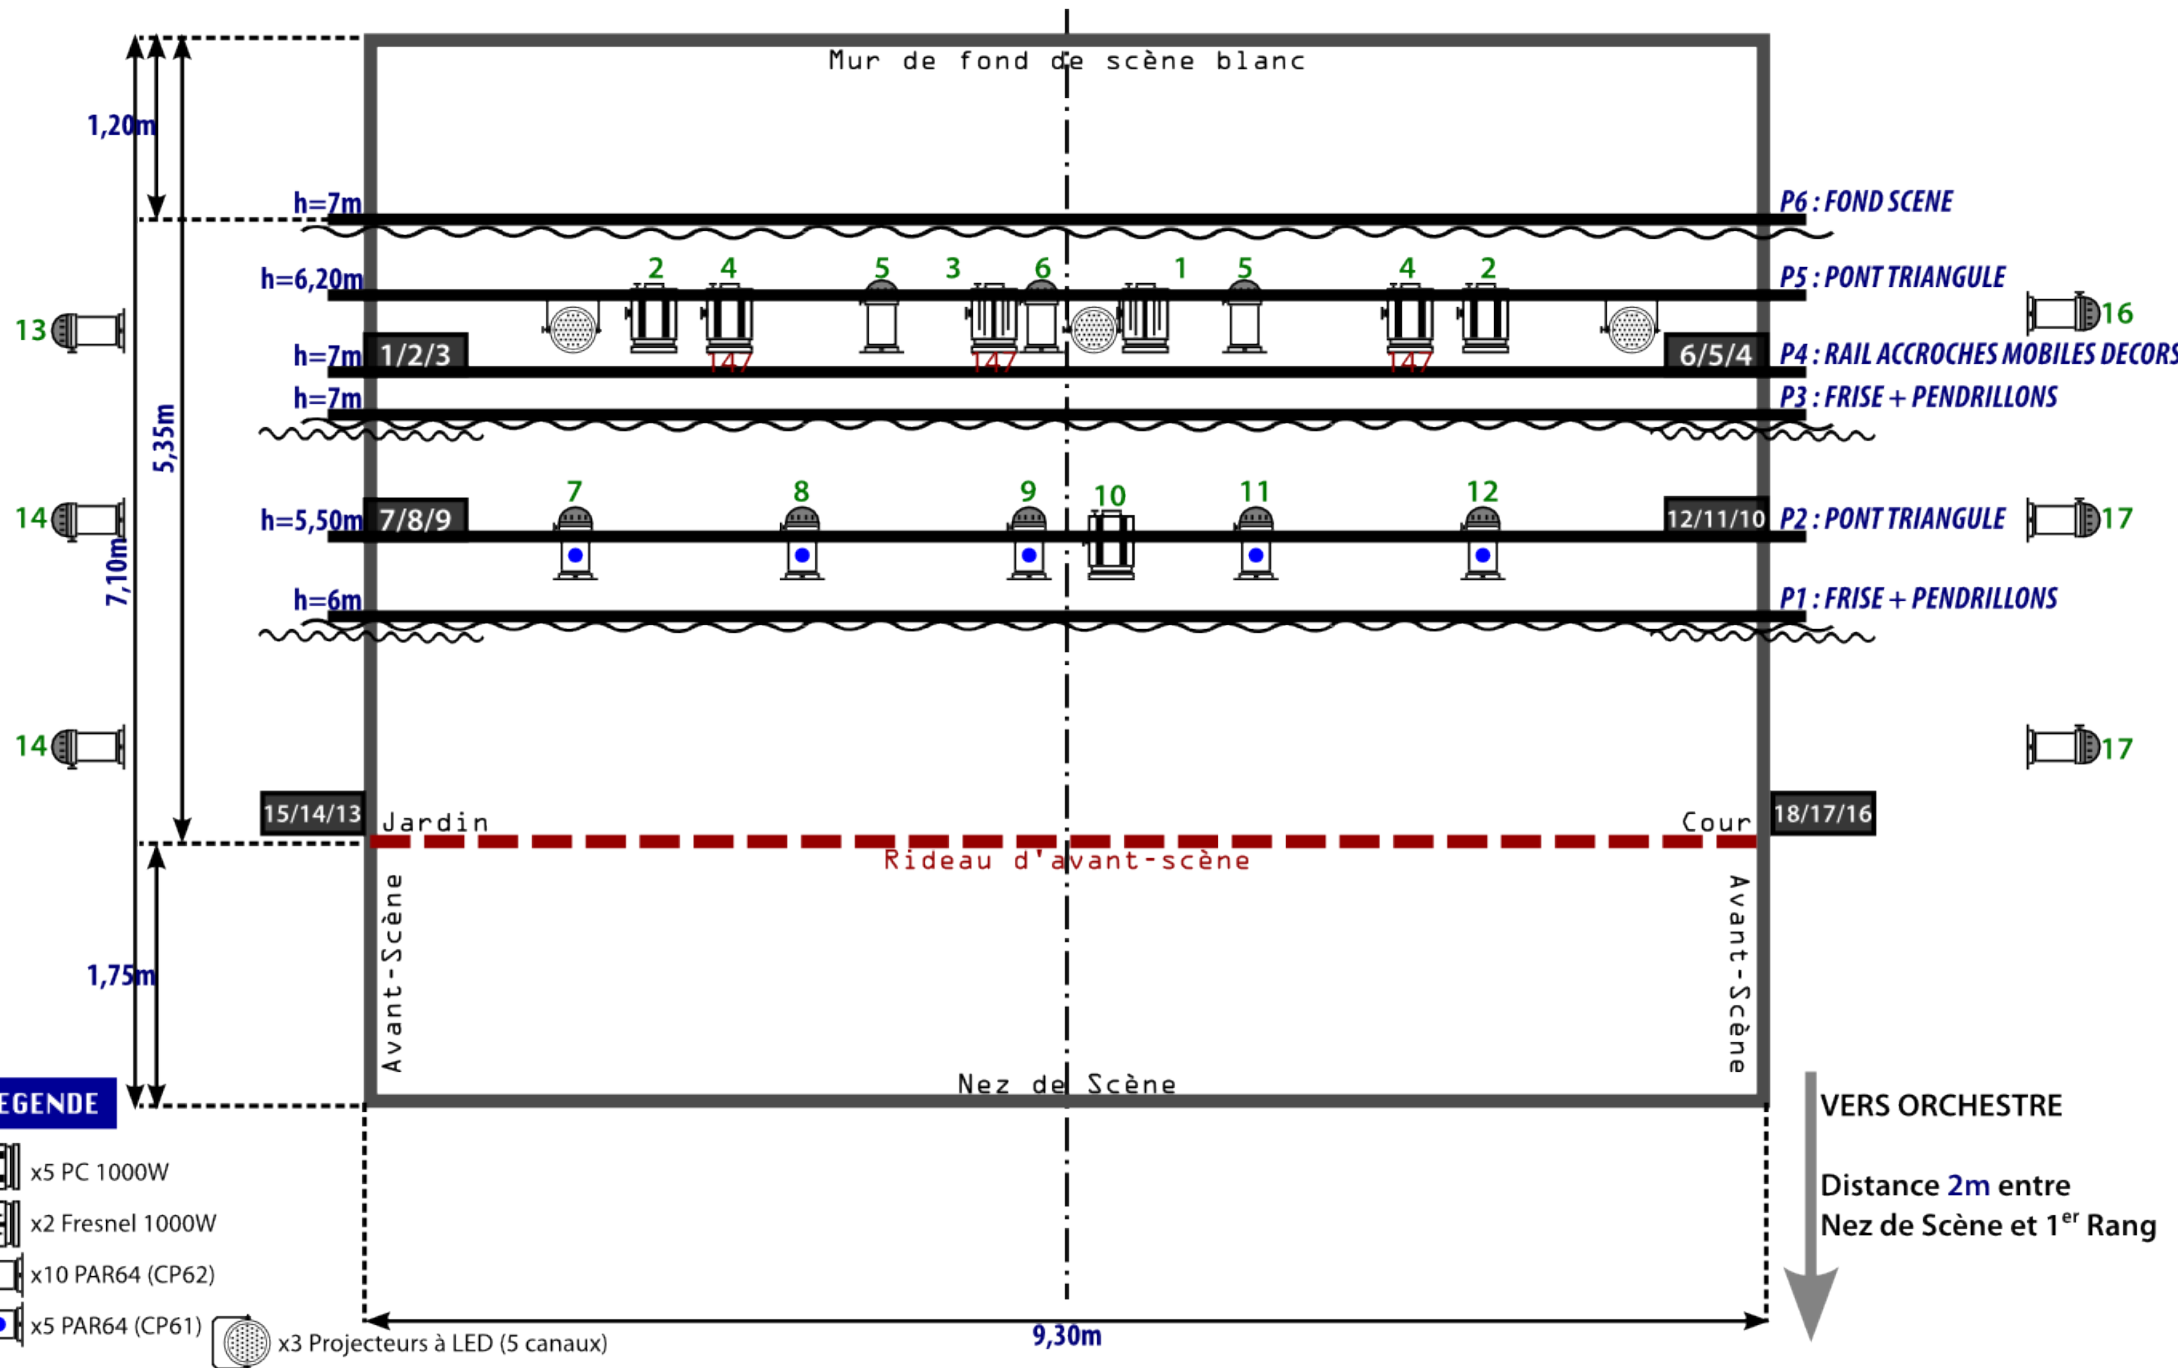 Mur de fond de scène blanc
1,20m
h=7m
P6 : FOND SCENE
2 4 5 3 6 1 5 4 2
h=6,20m
P5 : PONT TRIANGULE
13
16
147 147 147
h=7m
1/2/3
6/5/4
P4 : RAIL ACCROCHES MOBILES DECORS
h=7m
P3 : FRISE + PENDRILLONS
5,35m
7 8 9 10 11 12
14
h=5,50m
7/8/9
12/11/10
P2 : PONT TRIANGULE
17
7,10m
h=6m
P1 : FRISE + PENDRILLONS
14
17
15/14/13
Jardin
Cour
18/17/16
Rideau d'avant-scène
Avant-Scène
Avant-Scène
1,75m
Nez de Scène
EGENDE
x5 PC 1000W
x2 Fresnel 1000W
x10 PAR64 (CP62)
x5 PAR64 (CP61)
x3 Projecteurs à LED (5 canaux)
9,30m
VERS ORCHESTRE
Distance 2m entre
Nez de Scène et 1er Rang